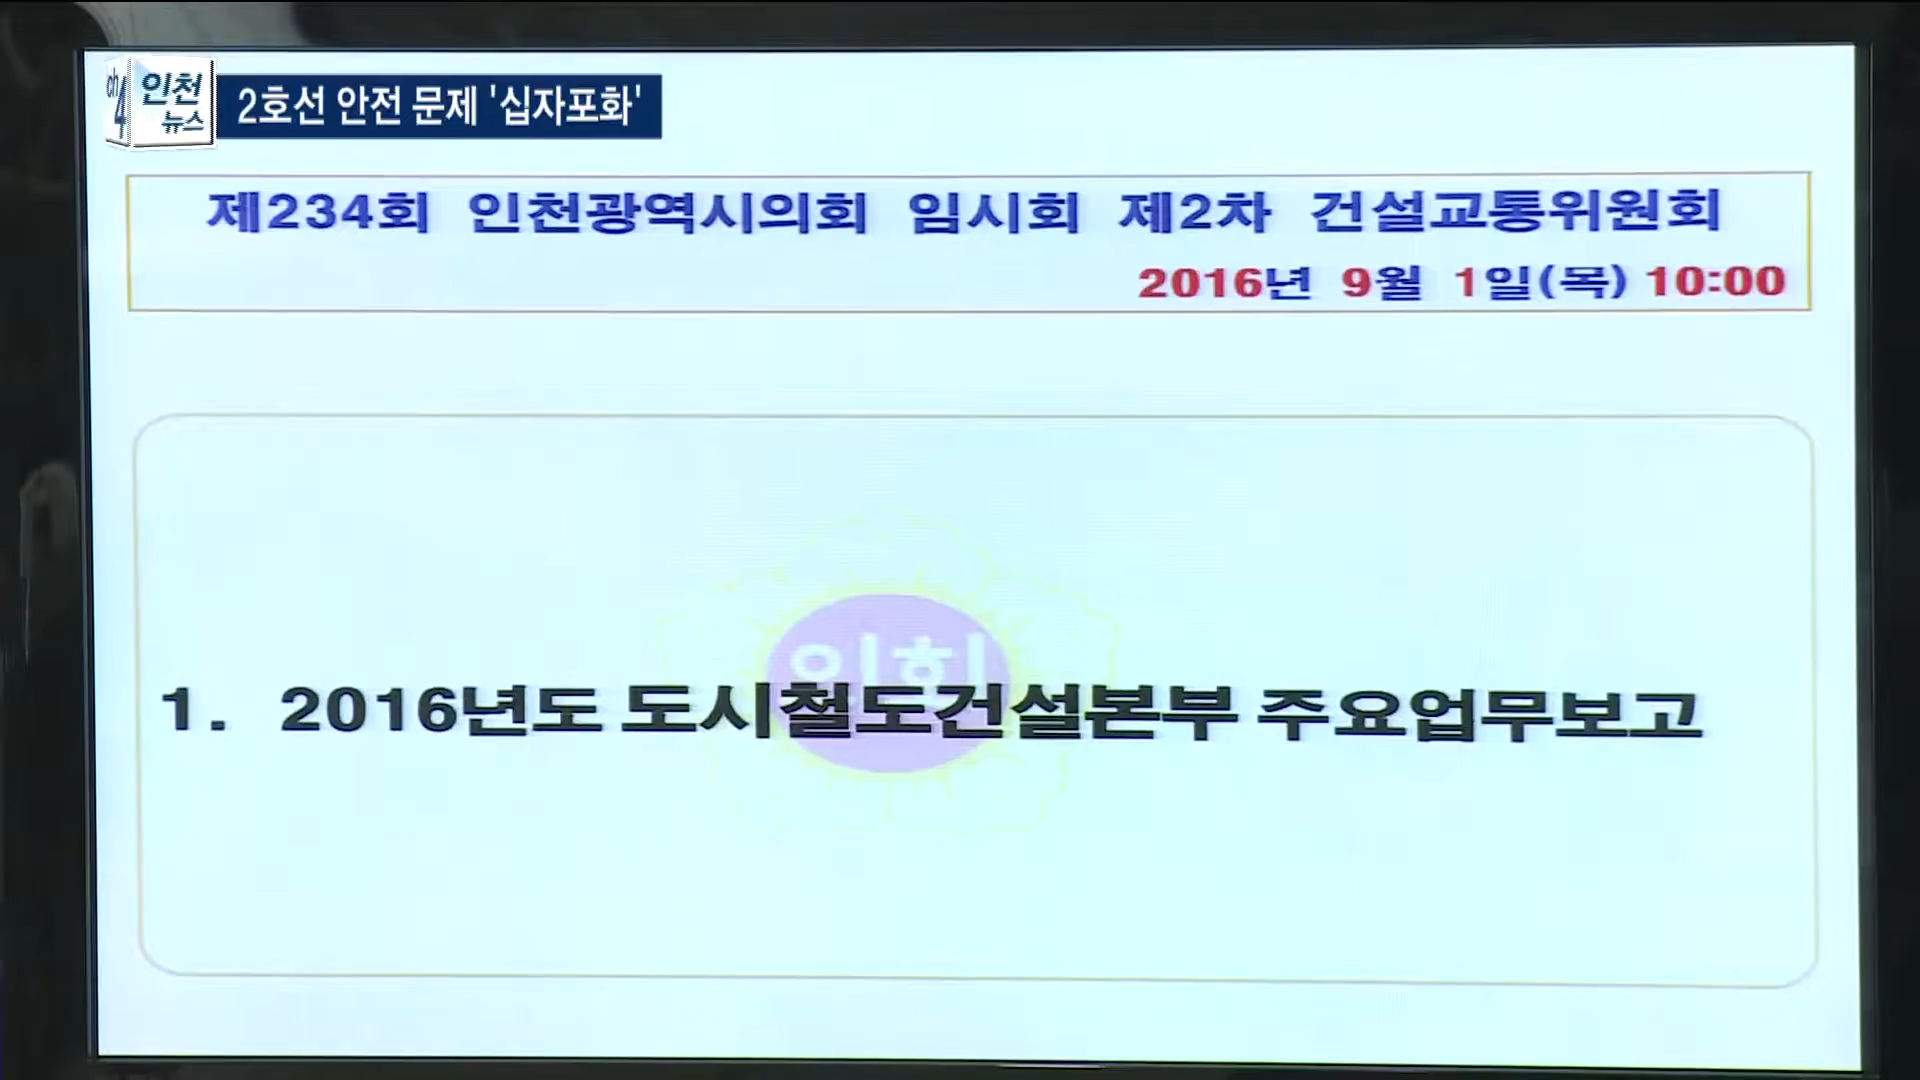 ch4
인천
뉴스
2호선 안전 문제 '십자포화'
제234회 인천광역시의회 임시회 제2차 건설교통위원회
2016년 9월 1일(목) 10:00
의회
1. 2016년도 도시철도건설본부 주요업무보고